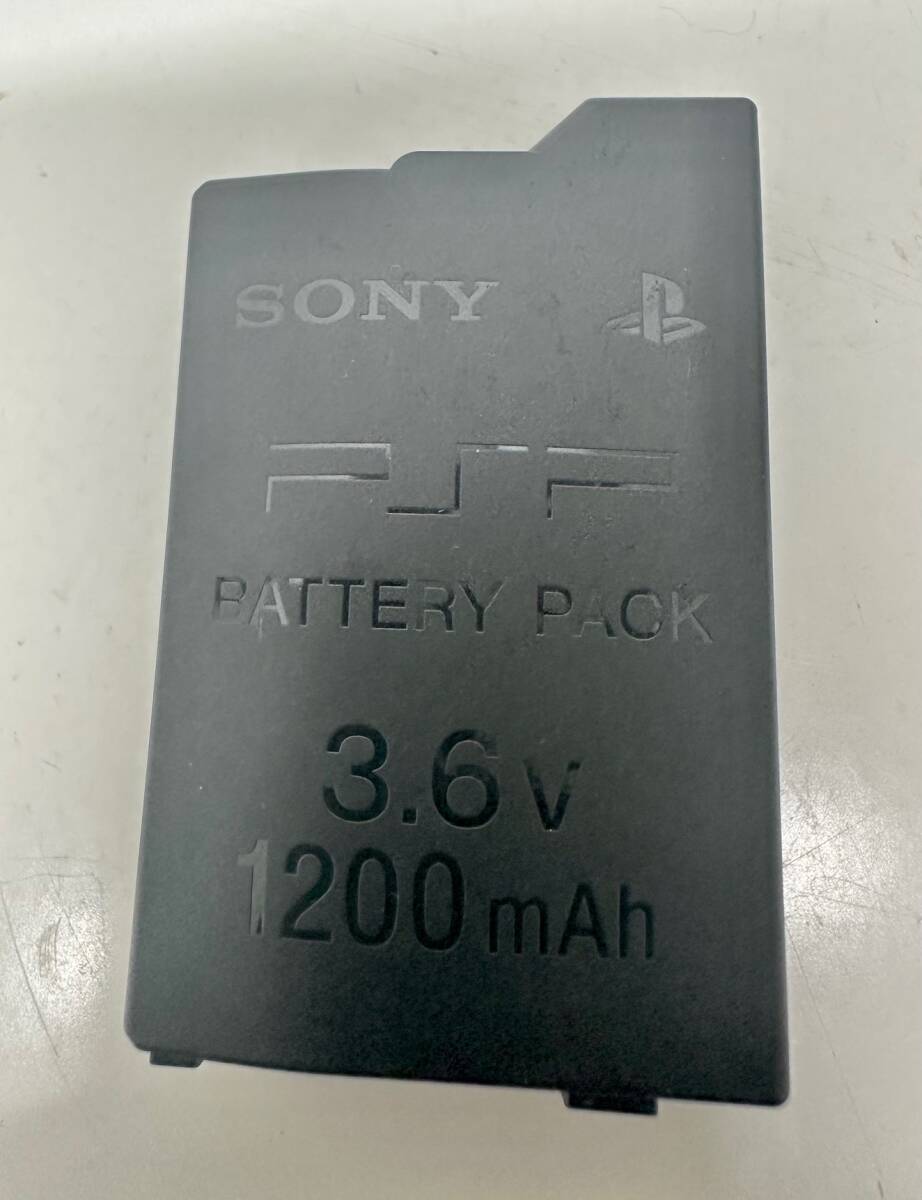 SONY
PSP
BATTERY PACK
3.6V
1200mAh